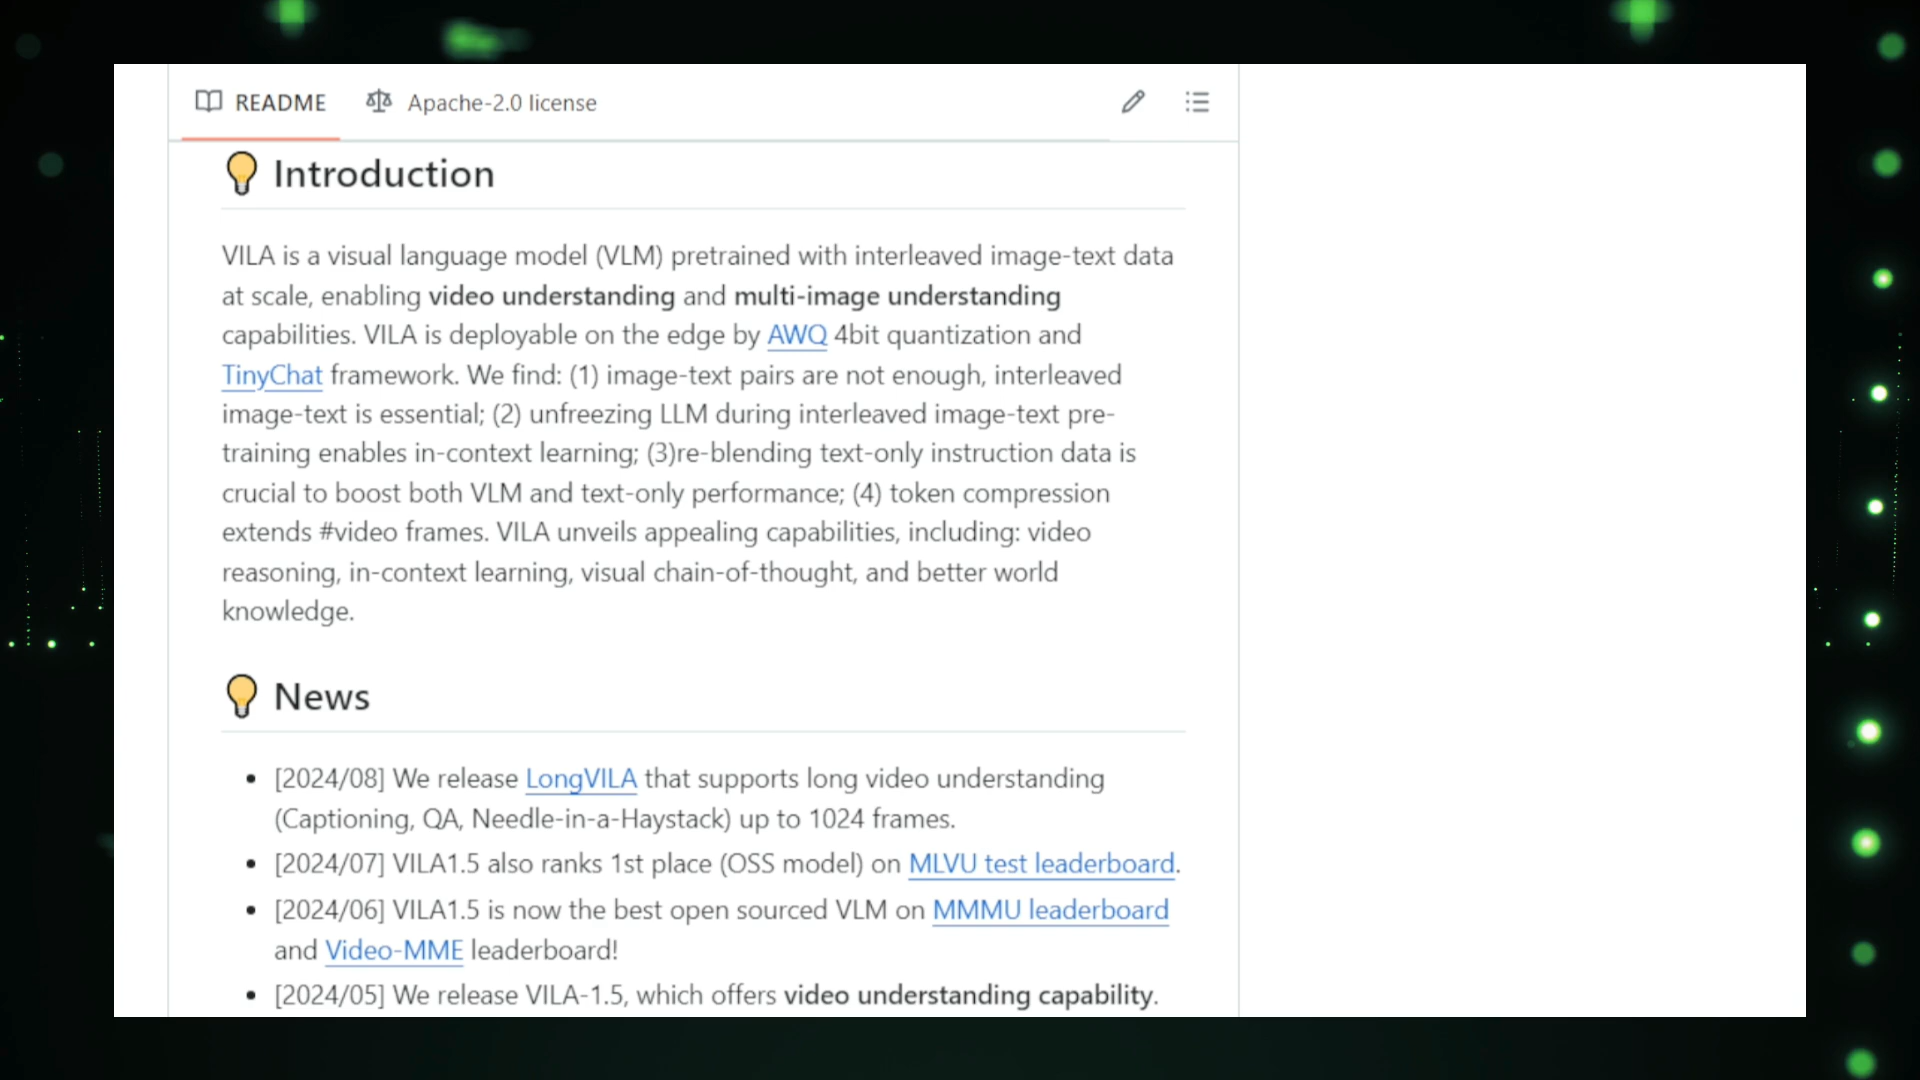 README Apache-2.0 license
Introduction
VILA is a visual language model (VLM) pretrained with interleaved image-text data
at scale, enabling video understanding and multi-image understanding
capabilities. VILA is deployable on the edge by AWQ 4bit quantization and
TinyChat framework. We find: (1) image-text pairs are not enough, interleaved
image-text is essential; (2) unfreezing LLM during interleaved image-text pre-
training enables in-context learning; (3)re-blending text-only instruction data is
crucial to boost both VLM and text-only performance; (4) token compression
extends #video frames. VILA unveils appealing capabilities, including: video
reasoning, in-context learning, visual chain-of-thought, and better world
knowledge.
News
• [2024/08] We release LongVILA that supports long video understanding
(Captioning, QA, Needle-in-a-Haystack) up to 1024 frames.
• [2024/07] VILA1.5 also ranks 1st place (OSS model) on MLVU test leaderboard.
• [2024/06] VILA1.5 is now the best open sourced VLM on MMMU leaderboard
and Video-MME leaderboard!
• [2024/05] We release VILA-1.5, which offers video understanding capability.